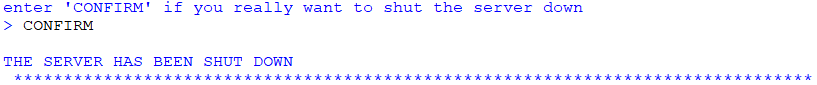 enter 'CONFIRM' if you really want to shut the server down
> CONFIRM
THE SERVER HAS BEEN SHUT DOWN
********************************************************************************